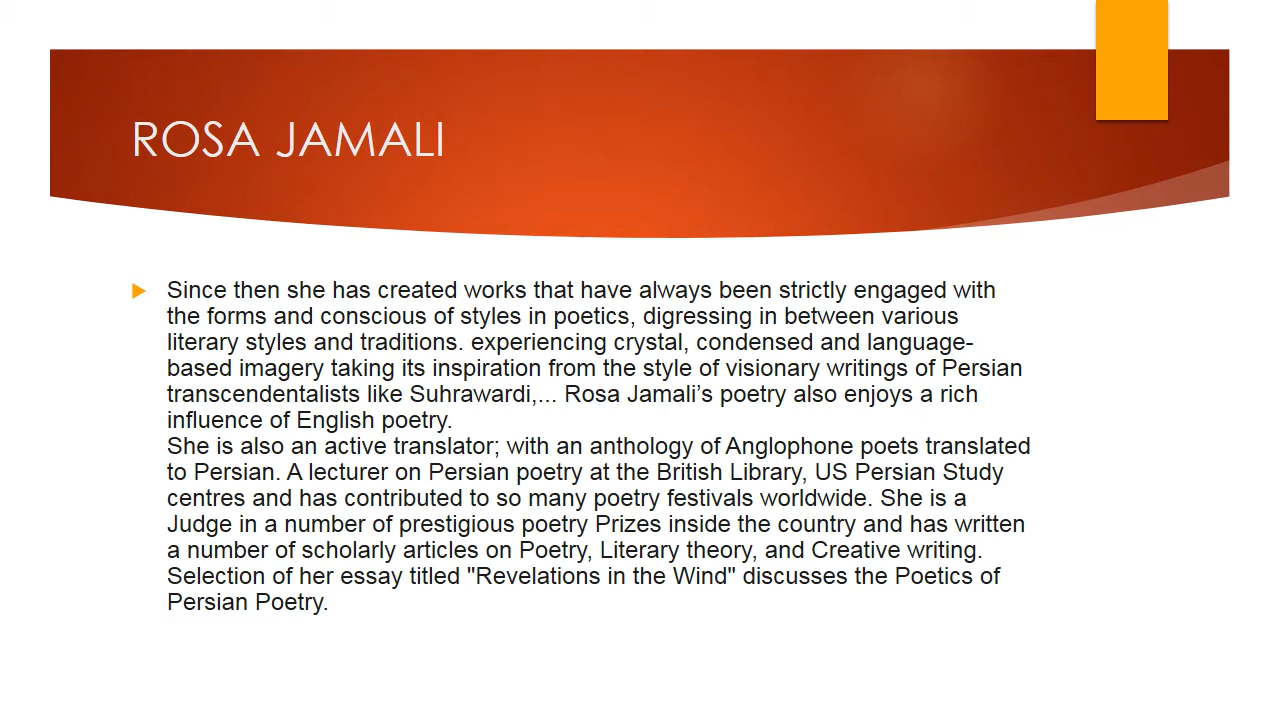 ROSA JAMALI
Since then she has created works that have always been strictly engaged with
the forms and conscious of styles in poetics, digressing in between various
literary styles and traditions. experiencing crystal, condensed and language-
based imagery taking its inspiration from the style of visionary writings of Persian
transcendentalists like Suhrawardi,... Rosa Jamali’s poetry also enjoys a rich
influence of English poetry.
She is also an active translator; with an anthology of Anglophone poets translated
to Persian. A lecturer on Persian poetry at the British Library, US Persian Study
centres and has contributed to so many poetry festivals worldwide. She is a
Judge in a number of prestigious poetry Prizes inside the country and has written
a number of scholarly articles on Poetry, Literary theory, and Creative writing.
Selection of her essay titled "Revelations in the Wind" discusses the Poetics of
Persian Poetry.